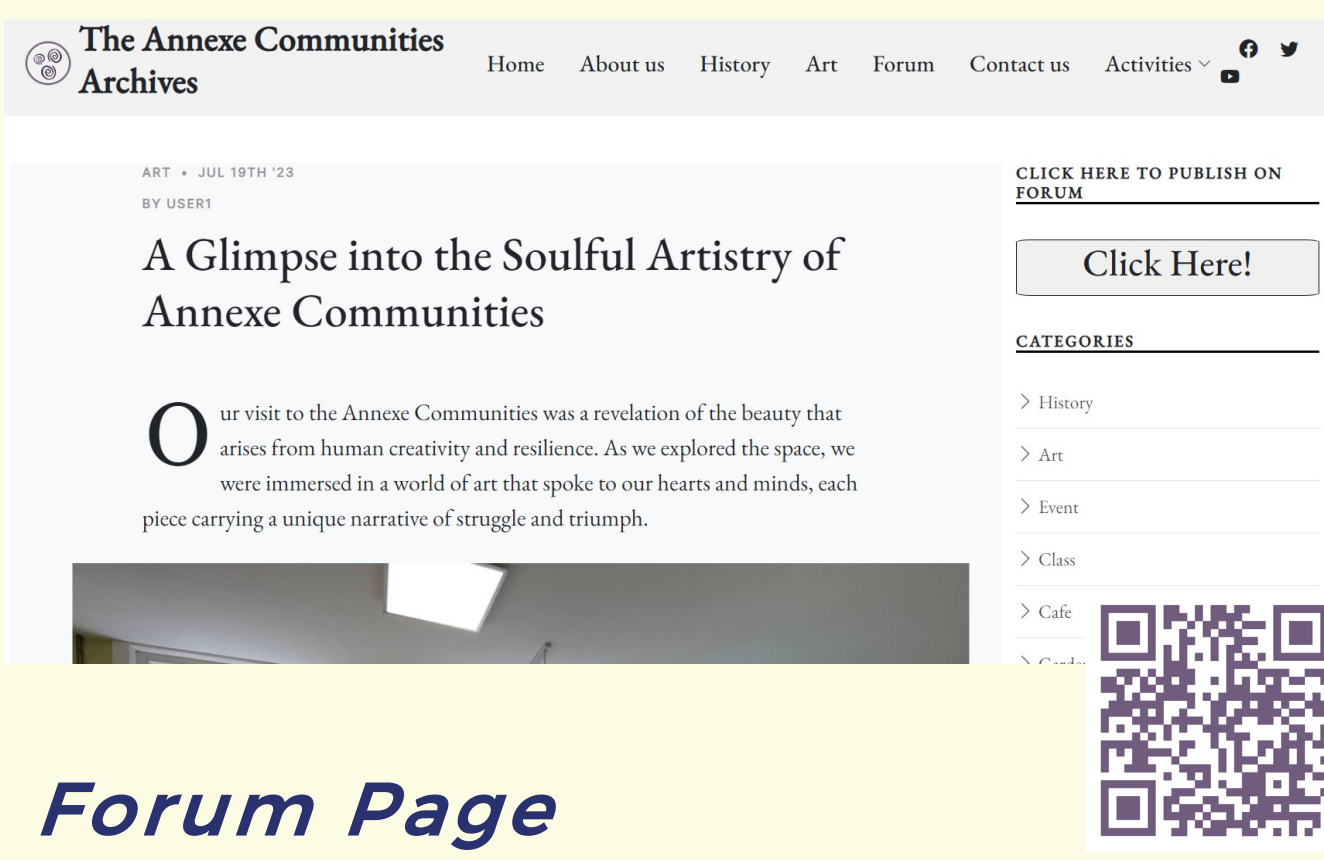 The Annexe Communities
Archives
Home About us History Art Forum Contact us Activities
ART • JUL 19TH '23
BY USER1
A Glimpse into the Soulful Artistry of
Annexe Communities
Our visit to the Annexe Communities was a revelation of the beauty that
arises from human creativity and resilience. As we explored the space, we
were immersed in a world of art that spoke to our hearts and minds, each
piece carrying a unique narrative of struggle and triumph.
CLICK HERE TO PUBLISH ON
FORUM
Click Here!
CATEGORIES
History
Art
Event
Class
Cafe
Forum Page